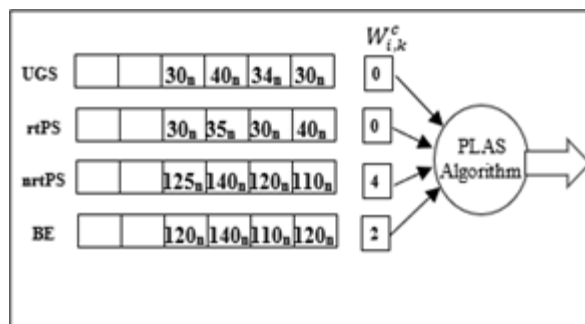 W^c_{i,k}
UGS 30n 40n 34n 30n 0
rtPS 30n 35n 30n 40n 0
nrtPS 125n 140n 120n 110n 4
BE 120n 140n 110n 120n 2
PLAS
Algorithm